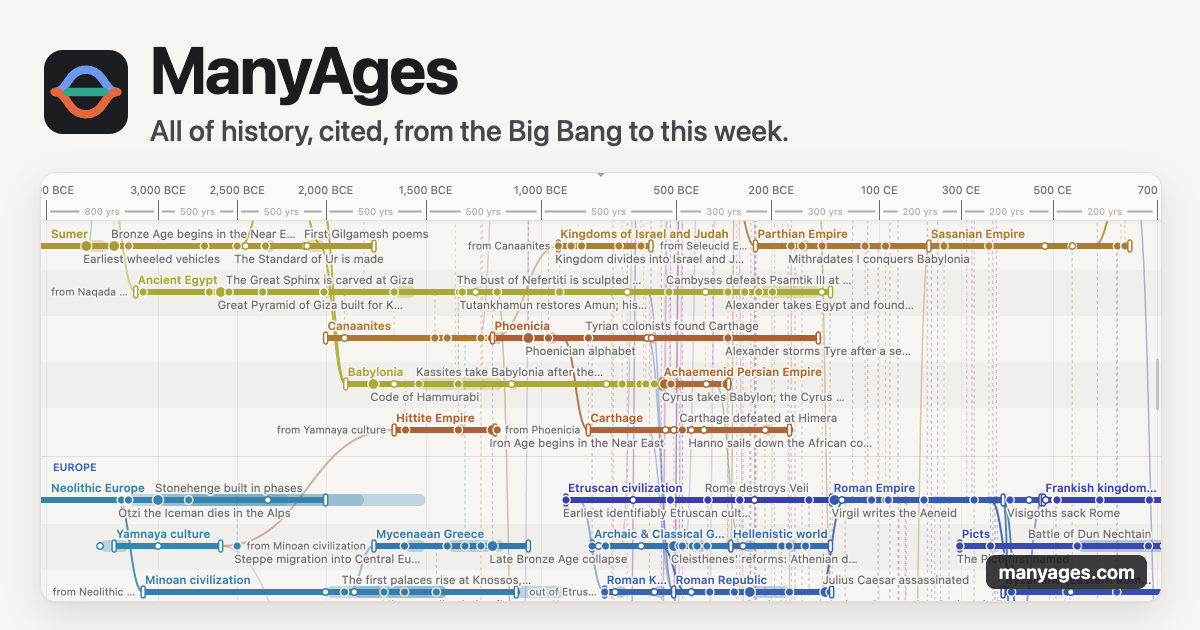 ManyAges
All of history, cited, from the Big Bang to this week.
0 BCE 3,000 BCE 2,500 BCE 2,000 BCE 1,500 BCE 1,000 BCE 500 BCE 200 BCE 100 CE 300 CE 500 CE 700
800 yrs 500 yrs 500 yrs 500 yrs 500 yrs 500 yrs 300 yrs 300 yrs 200 yrs 200 yrs 200 yrs
Sumer Bronze Age begins in the Near E... First Gilgamesh poems Kingdoms of Israel and Judah Parthian Empire Sasanian Empire
from Canaanites from Seleucid E...
Earliest wheeled vehicles The Standard of Ur is made Kingdom divides into Israel and J... Mithradates I conquers Babylonia
Ancient Egypt The Great Sphinx is carved at Giza The bust of Nefertiti is sculpted ... Cambyses defeats Psamtik III at ...
from Naqada ...
Great Pyramid of Giza built for K... Tutankhamun restores Amun; his... Alexander takes Egypt and found...
Canaanites Phoenicia Tyrian colonists found Carthage
Phoenician alphabet Alexander storms Tyre after a se...
Babylonia Kassites take Babylonia after the... Achaemenid Persian Empire
Code of Hammurabi Cyrus takes Babylon; the Cyrus ...
Hittite Empire Carthage Carthage defeated at Himera
from Yamnaya culture from Phoenicia
Iron Age begins in the Near East Hanno sails down the African co...
EUROPE
Neolithic Europe Stonehenge built in phases Etruscan civilization Rome destroys Veii Roman Empire Frankish kingdom...
Ötzi the Iceman dies in the Alps Earliest identifiably Etruscan cult... Virgil writes the Aeneid Visigoths sack Rome
Yamnaya culture Mycenaean Greece Archaic & Classical G... Hellenistic world Picts Battle of Dun Nechtain
from Minoan civilization
Steppe migration into Central Eu... Late Bronze Age collapse Cleisthenes' reforms: Athenian d... The Picts first named
Minoan civilization The first palaces rise at Knossos,... Roman K... Roman Republic Julius Caesar assassinated
from Neolithic ... out of Etrus...
manyages.com